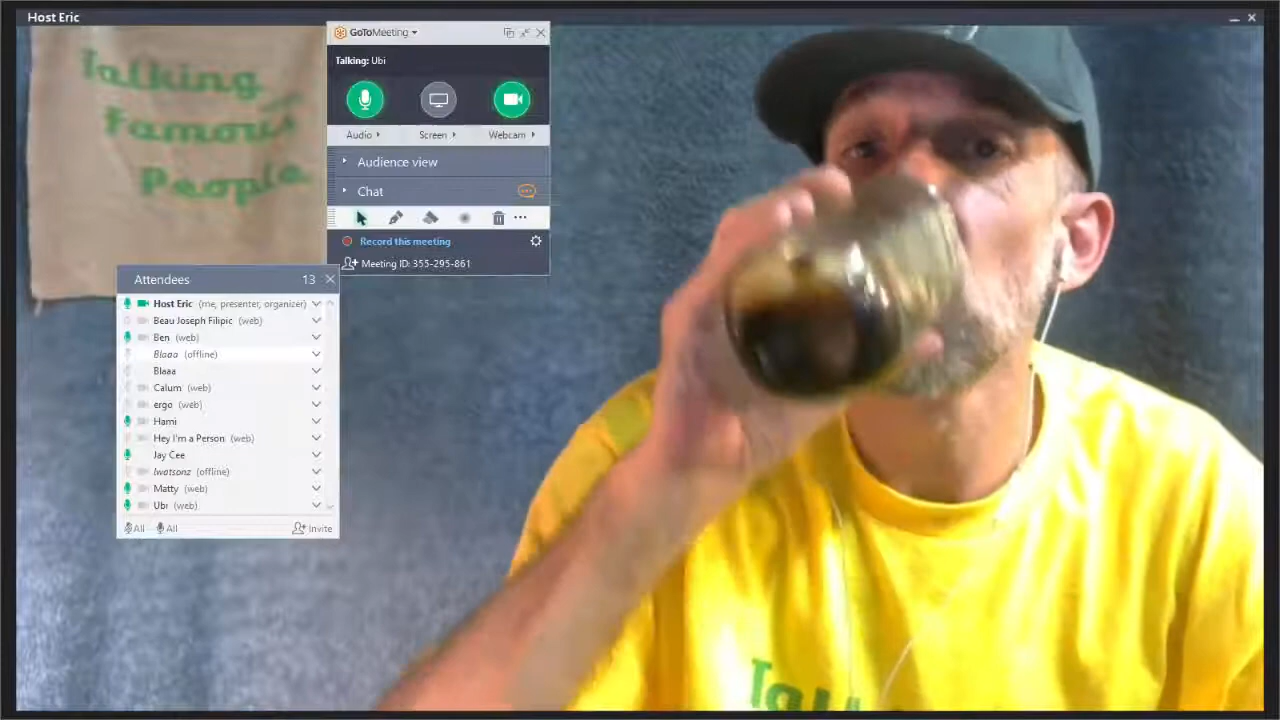 Host Eric
Talking
Famous
People
GoToMeeting
Talking: Ubi
Audio
Screen
Webcam
Audience view
Chat
Record this meeting
Meeting ID: 355-295-861
Attendees 13
Host Eric (me, presenter, organizer)
Beau Joseph Filipic (web)
Ben (web)
Blaaa (offline)
Blaaa
Calum (web)
ergo (web)
Hami
Hey I'm a Person (web)
Jay Cee
lwatsonz (offline)
Matty (web)
Ubi (web)
All All Invite